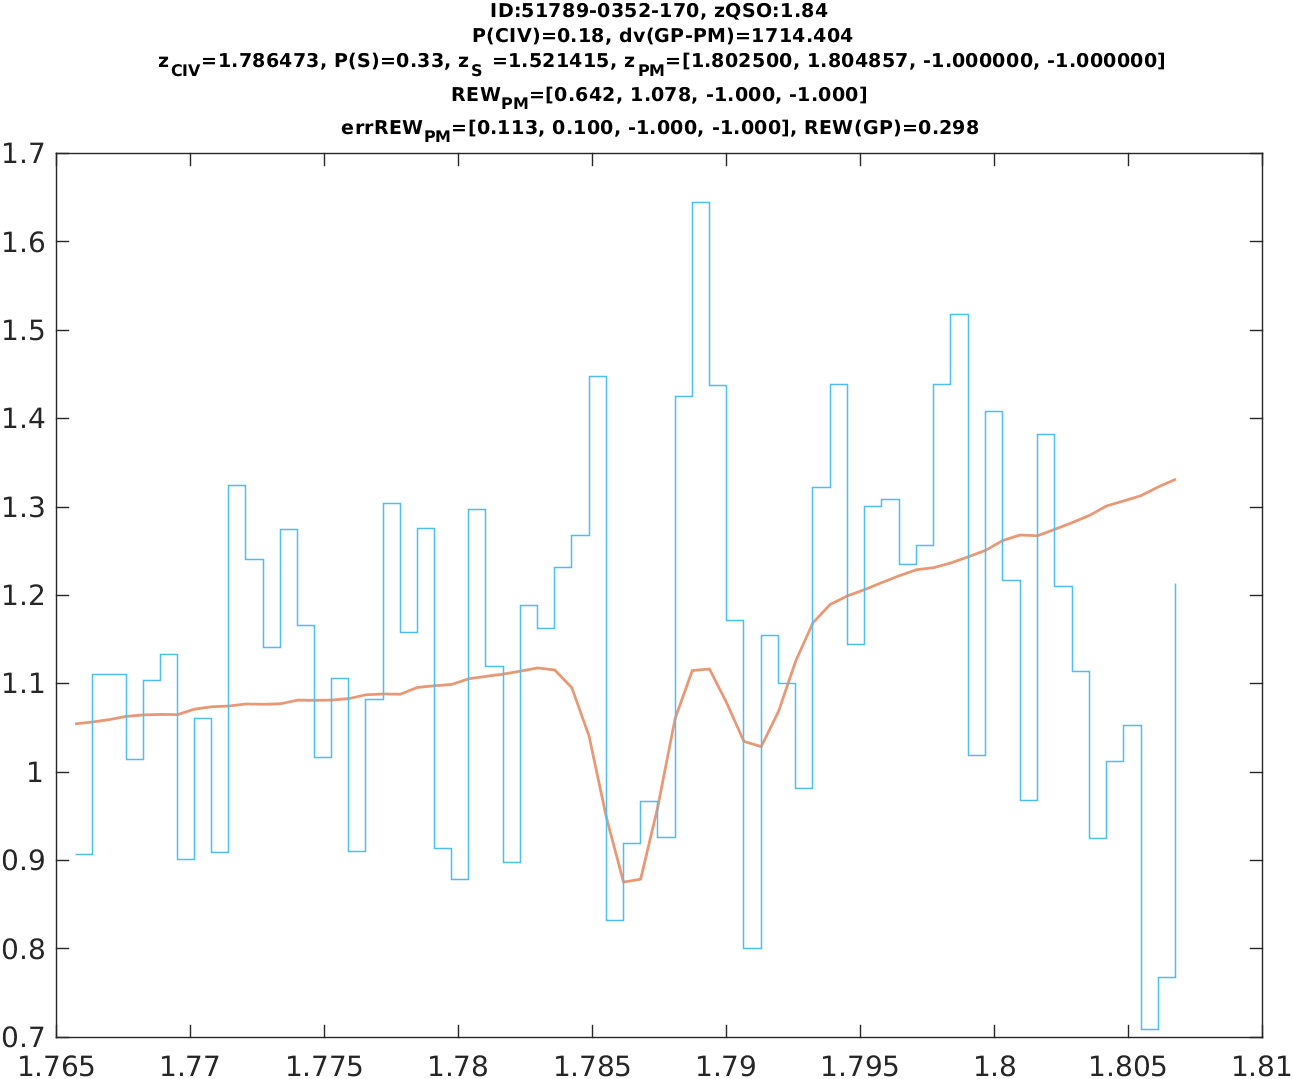 ID:51789-0352-170, zQSO:1.84
P(CIV)=0.18, dv(GP-PM)=1714.404
zCIV=1.786473, P(S)=0.33, zS =1.521415, zPM=[1.802500, 1.804857, -1.000000, -1.000000]
REWPM=[0.642, 1.078, -1.000, -1.000]
errREWPM=[0.113, 0.100, -1.000, -1.000], REW(GP)=0.298
1.7
1.6
1.5
1.4
1.3
1.2
1.1
1
0.9
0.8
0.7
1.765 1.77 1.775 1.78 1.785 1.79 1.795 1.8 1.805 1.81